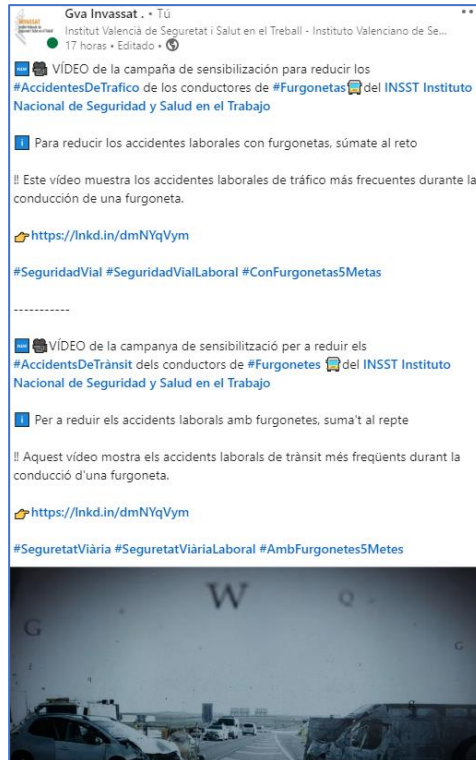 Gva Invassat . • Tú
Institut Valencià de Seguretat i Salut en el Treball - Instituto Valenciano de Se...
17 horas • Editado •
VÍDEO de la campaña de sensibilización para reducir los
#AccidentesDeTrafico de los conductores de #Furgonetas del INSST Instituto
Nacional de Seguridad y Salud en el Trabajo
Para reducir los accidentes laborales con furgonetas, súmate al reto
‼ Este vídeo muestra los accidentes laborales de tráfico más frecuentes durante la
conducción de una furgoneta.
👉https://lnkd.in/dmNYqVym
#SeguridadVial #SeguridadVialLaboral #ConFurgonetas5Metas
-----------
VÍDEO de la campanya de sensibilització per a reduir els
#AccidentsDeTrànsit dels conductors de #Furgonetes del INSST Instituto
Nacional de Seguridad y Salud en el Trabajo
Per a reduir els accidents laborals amb furgonetes, suma't al repte
‼ Aquest vídeo mostra els accidents laborals de trànsit més freqüents durant la
conducció d'una furgoneta.
👉https://lnkd.in/dmNYqVym
#SeguretatViària #SeguretatViàriaLaboral #AmbFurgonetes5Metes
W
Q
G
G